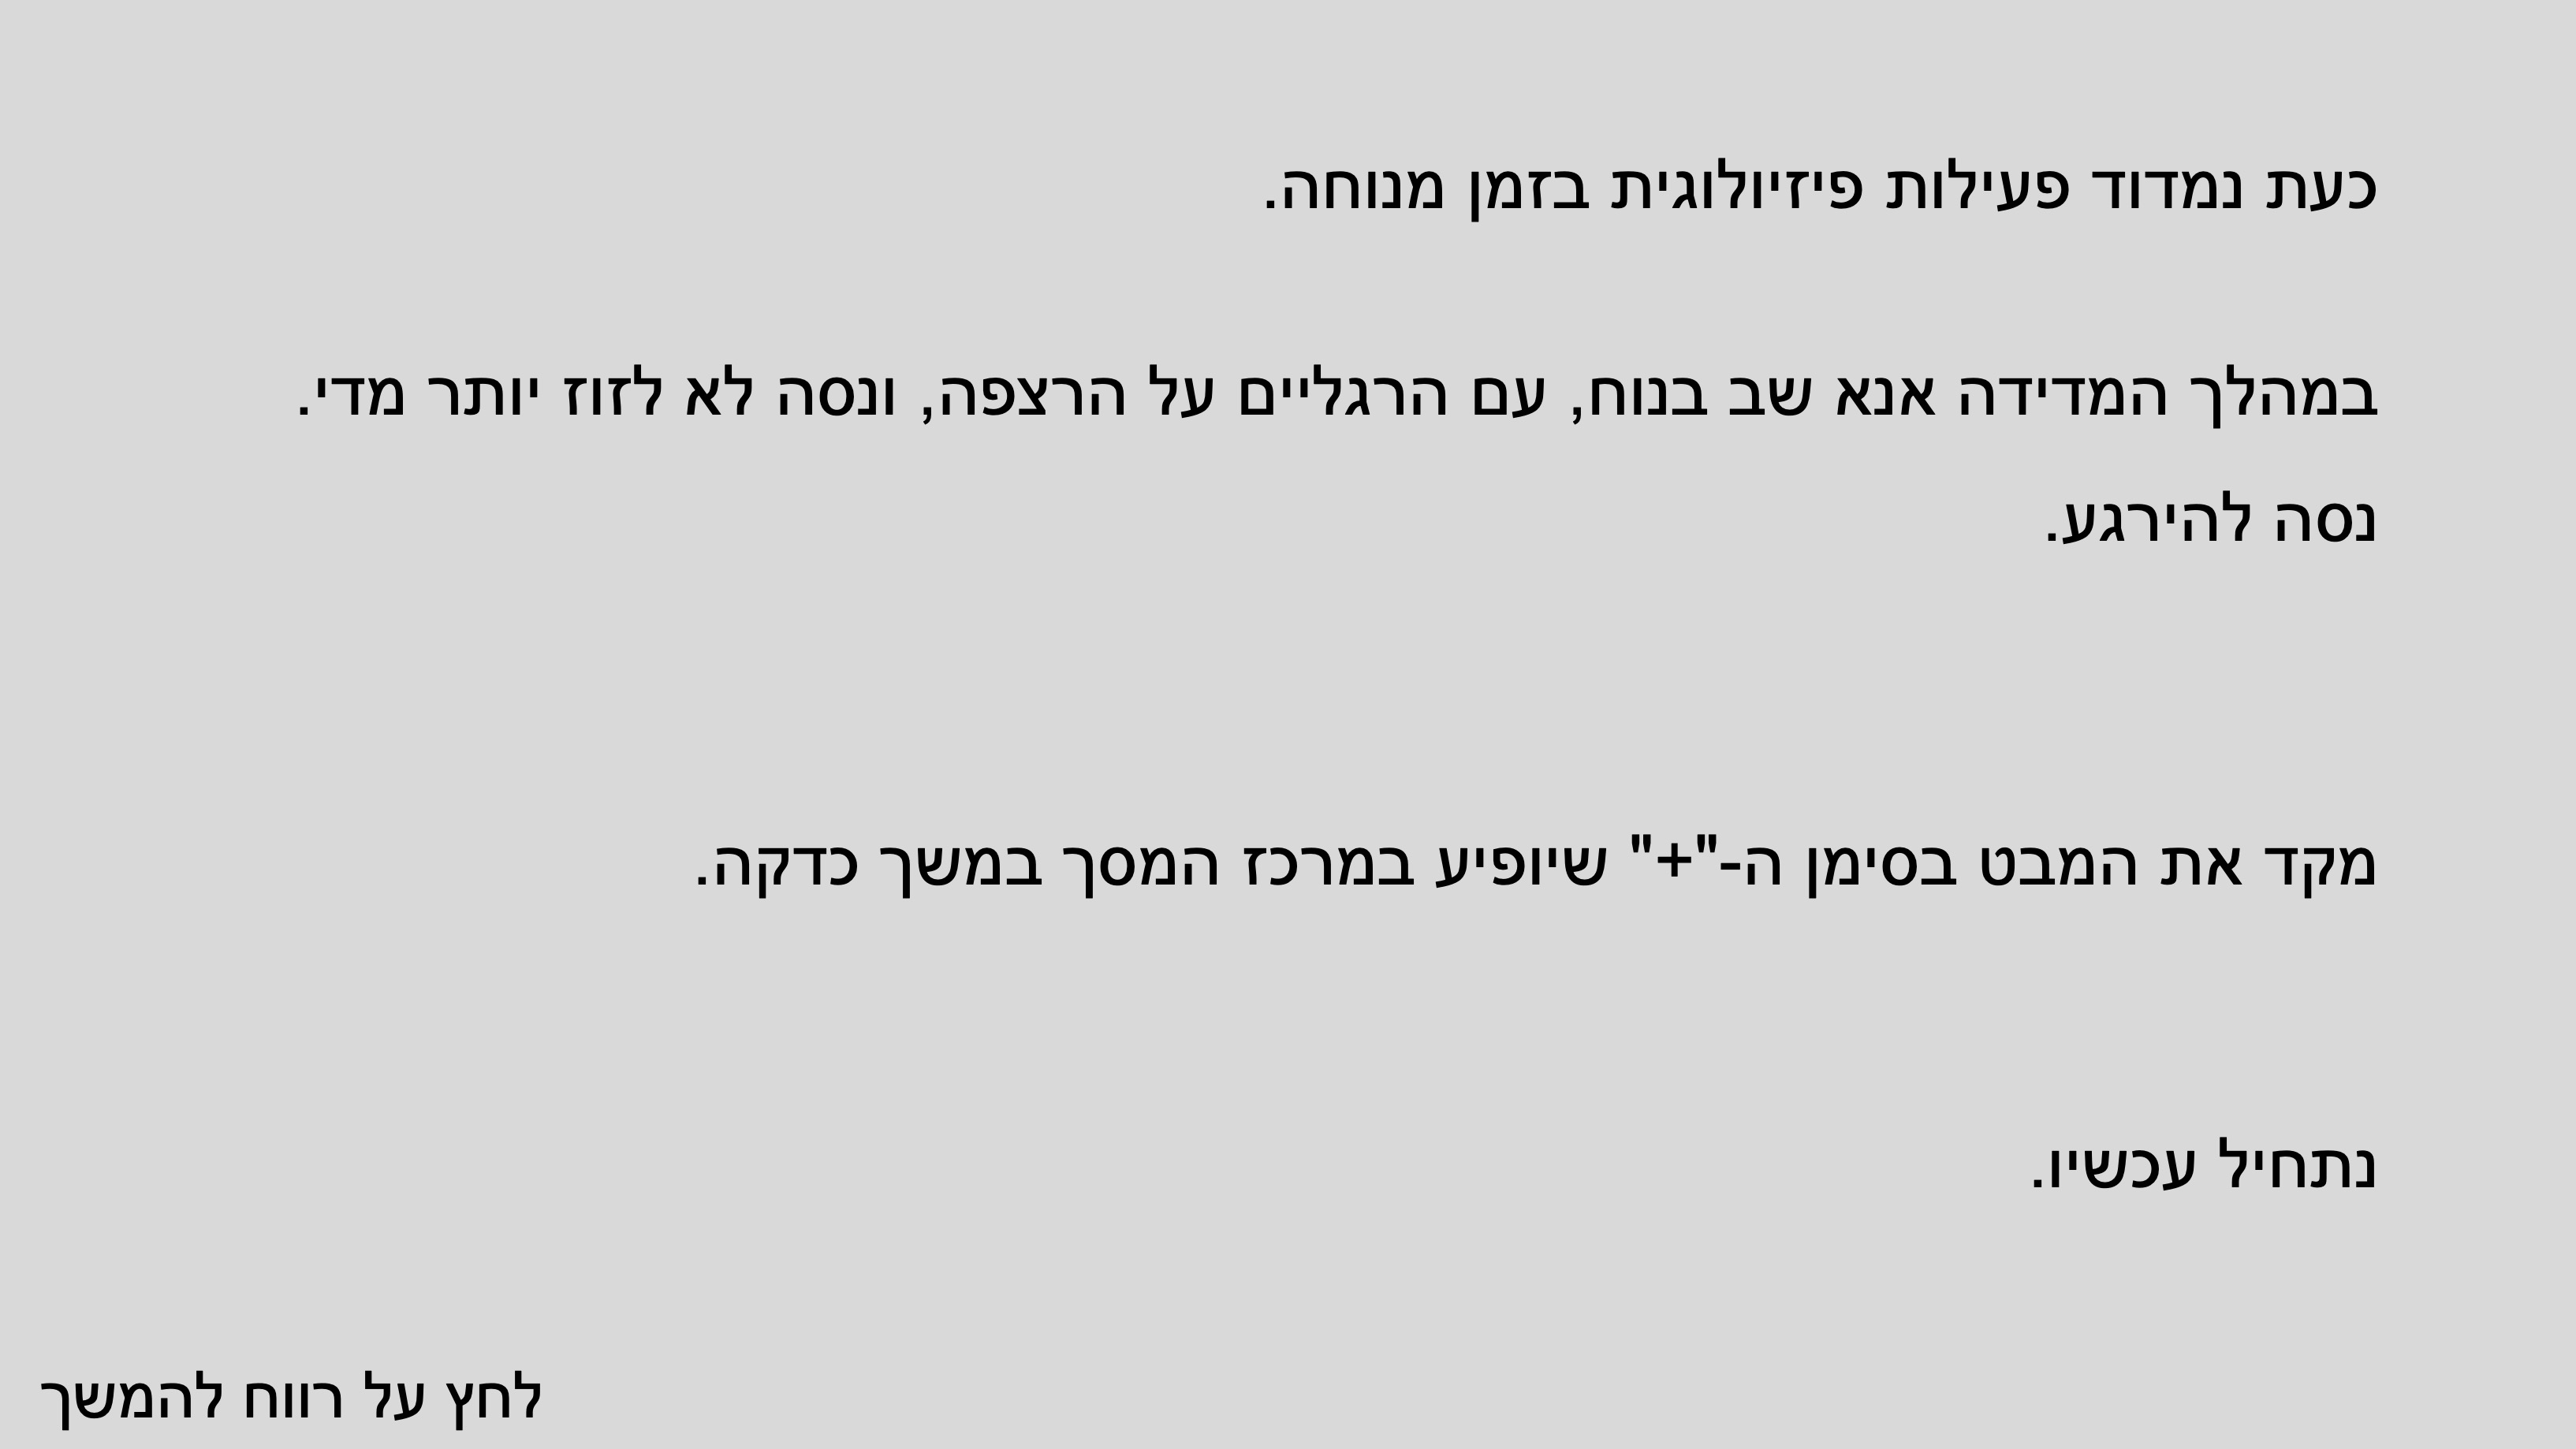 כעת נמדוד פעילות פיזיולוגית בזמן מנוחה.
במהלך המדידה אנא שב בנוח, עם הרגליים על הרצפה, ונסה לא לזוז יותר מדי.
נסה להירגע.
מקד את המבט בסימן ה-"+" שיופיע במרכז המסך במשך כדקה.
נתחיל עכשיו.
לחץ על רווח להמשך